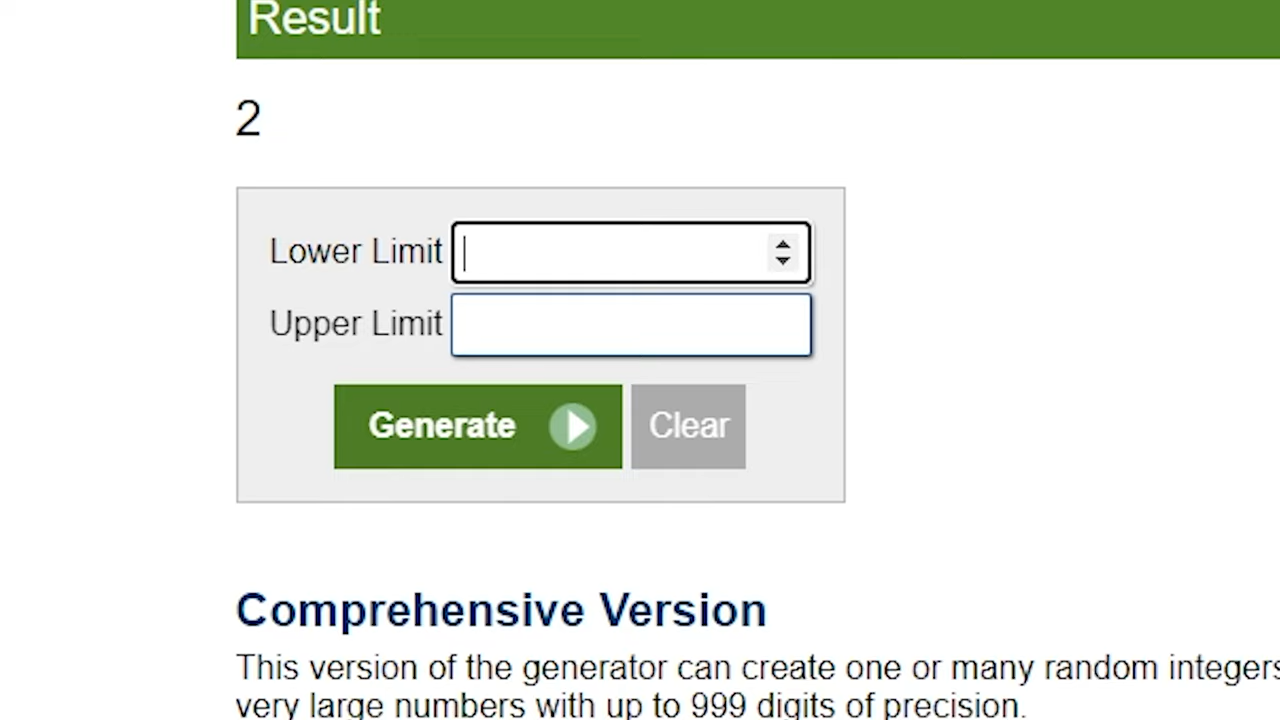 Result
2
Lower Limit
Upper Limit
Generate
Clear
Comprehensive Version
This version of the generator can create one or many random integers
very large numbers with up to 999 digits of precision.